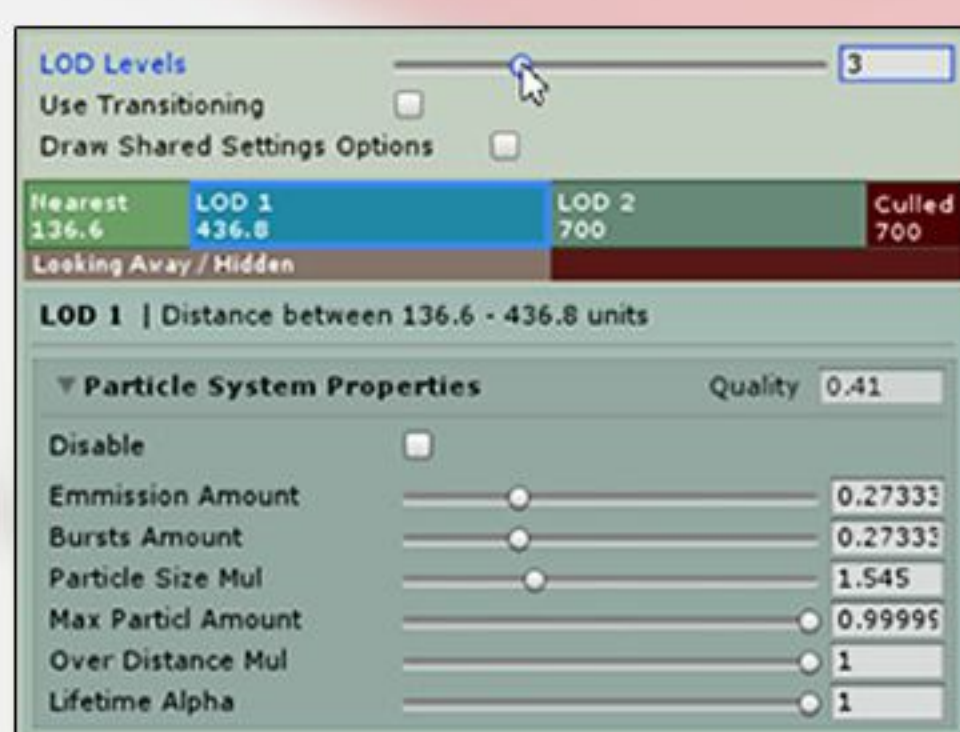 LOD Levels 3
Use Transitioning
Draw Shared Settings Options
Nearest LOD 1 LOD 2 Culled
136.6 436.8 700 700
Looking Away / Hidden
LOD 1 | Distance between 136.6 - 436.8 units
Particle System Properties Quality 0.41
Disable
Emmission Amount 0.27333
Bursts Amount 0.27333
Particle Size Mul 1.545
Max Particl Amount 0.99999
Over Distance Mul 1
Lifetime Alpha 1